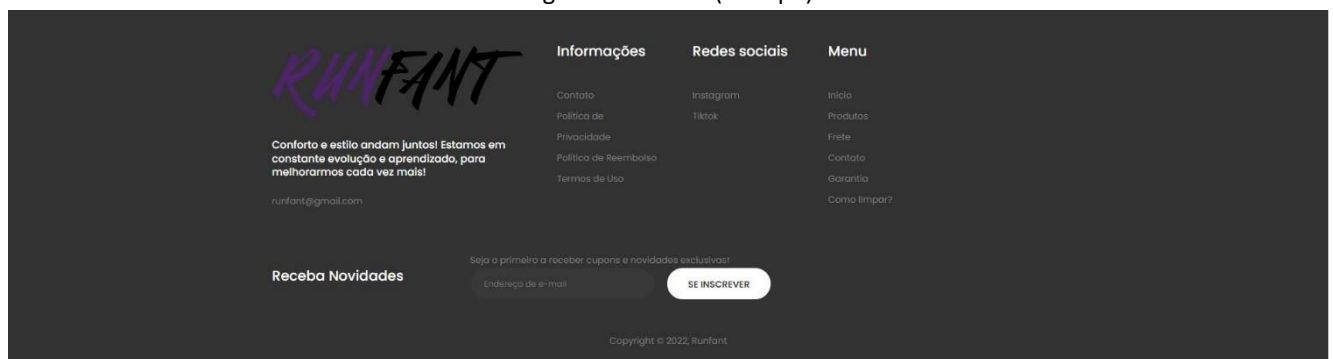 RUNFANT
Conforto e estilo andam juntos! Estamos em
constante evolução e aprendizado, para
melhorarmos cada vez mais!
runfant@gmail.com
Informações
Contato
Política de
Privacidade
Política de Reembolso
Termos de Uso
Redes sociais
Instagram
Tiktok
Menu
Início
Produtos
Frete
Contato
Garantia
Como limpar?
Receba Novidades
Seja o primeiro a receber cupons e novidades exclusivas!
Endereço de e-mail
SE INSCREVER
Copyright © 2022, Runfant